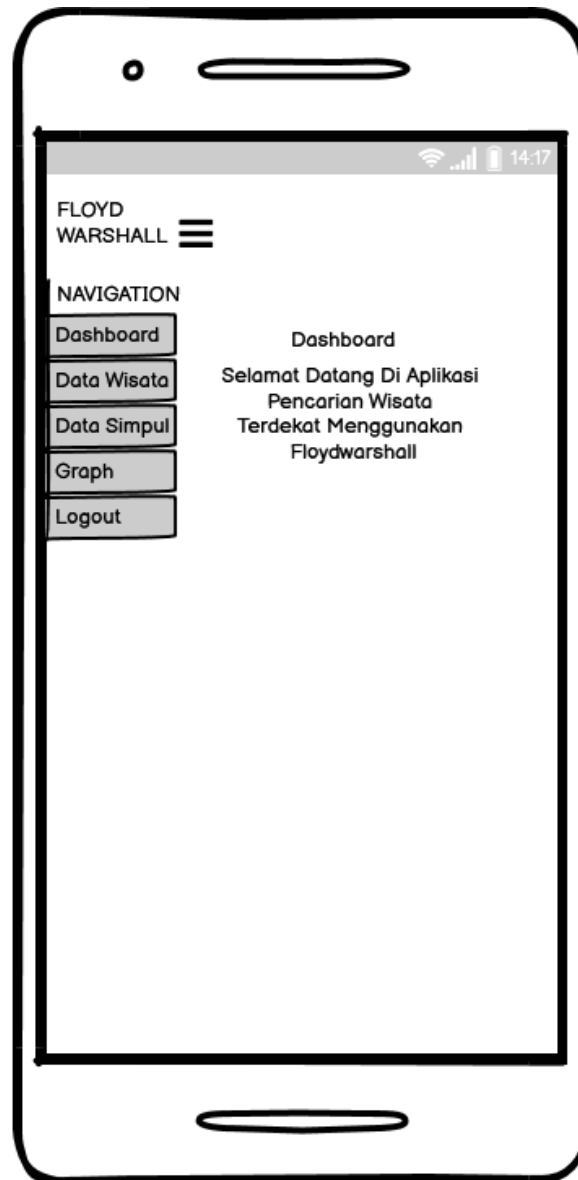 14:17
FLOYD
WARSHALL
NAVIGATION
Dashboard
Data Wisata
Data Simpul
Graph
Logout
Dashboard
Selamat Datang Di Aplikasi
Pencarian Wisata
Terdekat Menggunakan
Floydwarshall